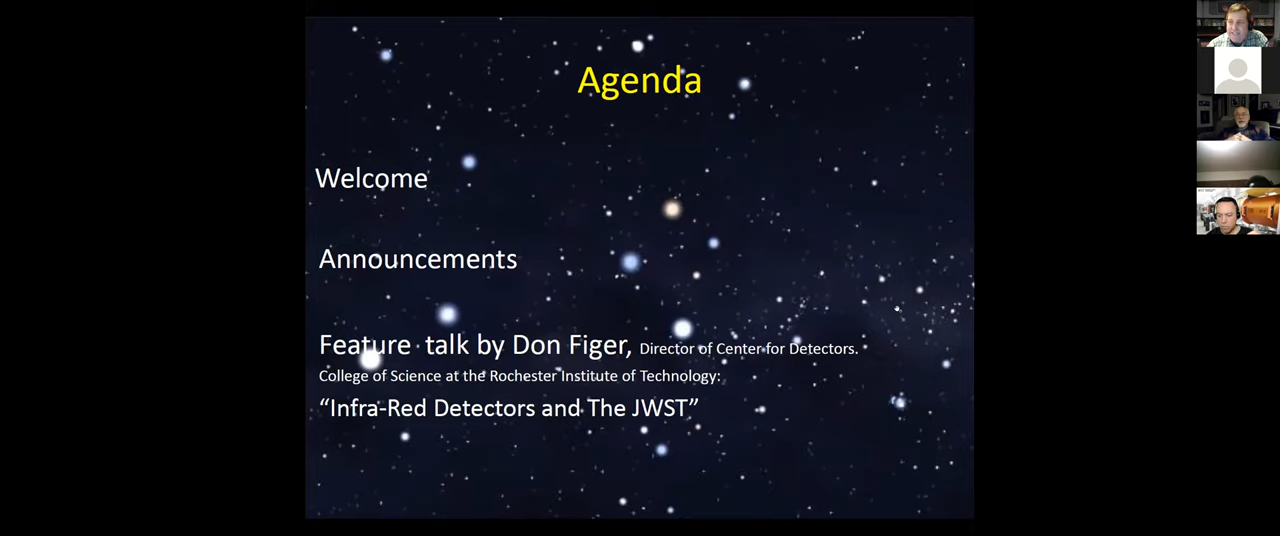 Agenda
Welcome
Announcements
Feature talk by Don Figer, Director of Center for Detectors.
College of Science at the Rochester Institute of Technology:
“Infra-Red Detectors and The JWST”